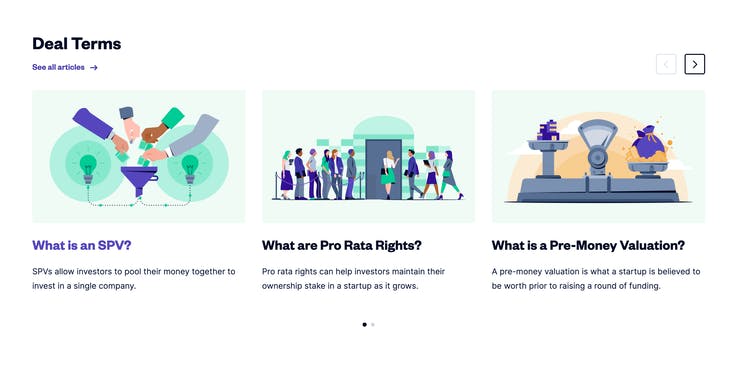 Deal Terms
See all articles
What is an SPV?
SPVs allow investors to pool their money together to
invest in a single company.
What are Pro Rata Rights?
Pro rata rights can help investors maintain their
ownership stake in a startup as it grows.
What is a Pre-Money Valuation?
A pre-money valuation is what a startup is believed to
be worth prior to raising a round of funding.